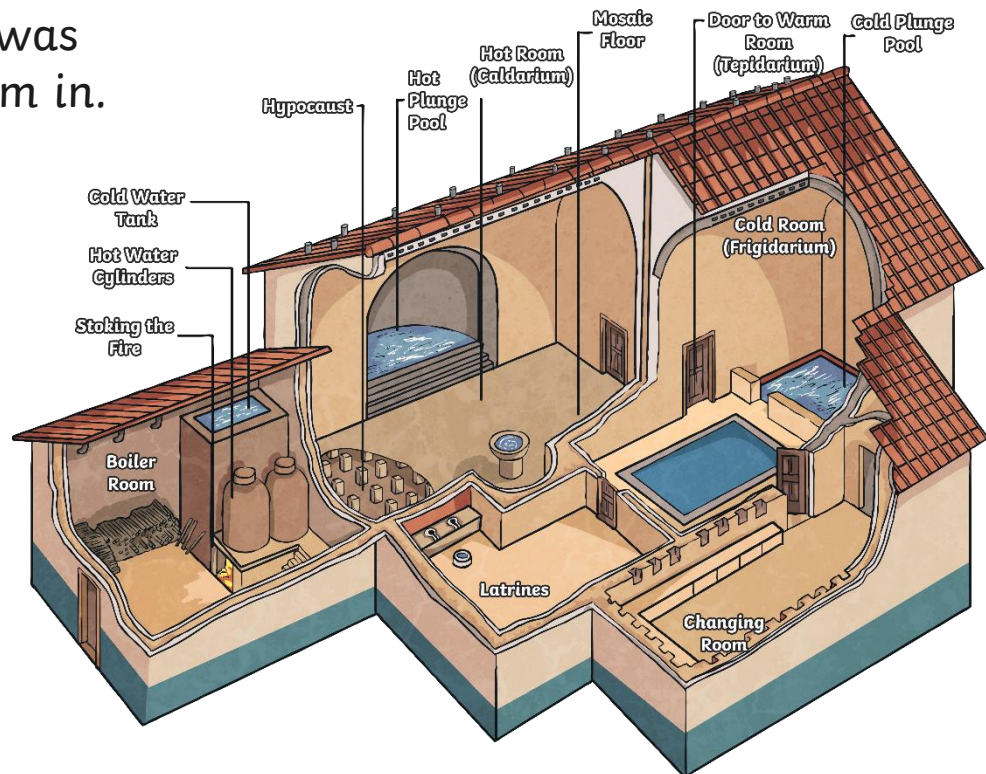 was
m in.
Mosaic
Floor
Door to Warm
Room
(Tepidarium)
Cold Plunge
Pool
Hot Room
(Caldarium)
Hot
Plunge
Pool
Hypocaust
Cold Water
Tank
Hot Water
Cylinders
Stoking the
Fire
Cold Room
(Frigidarium)
Boiler
Room
Latrines
Changing
Room